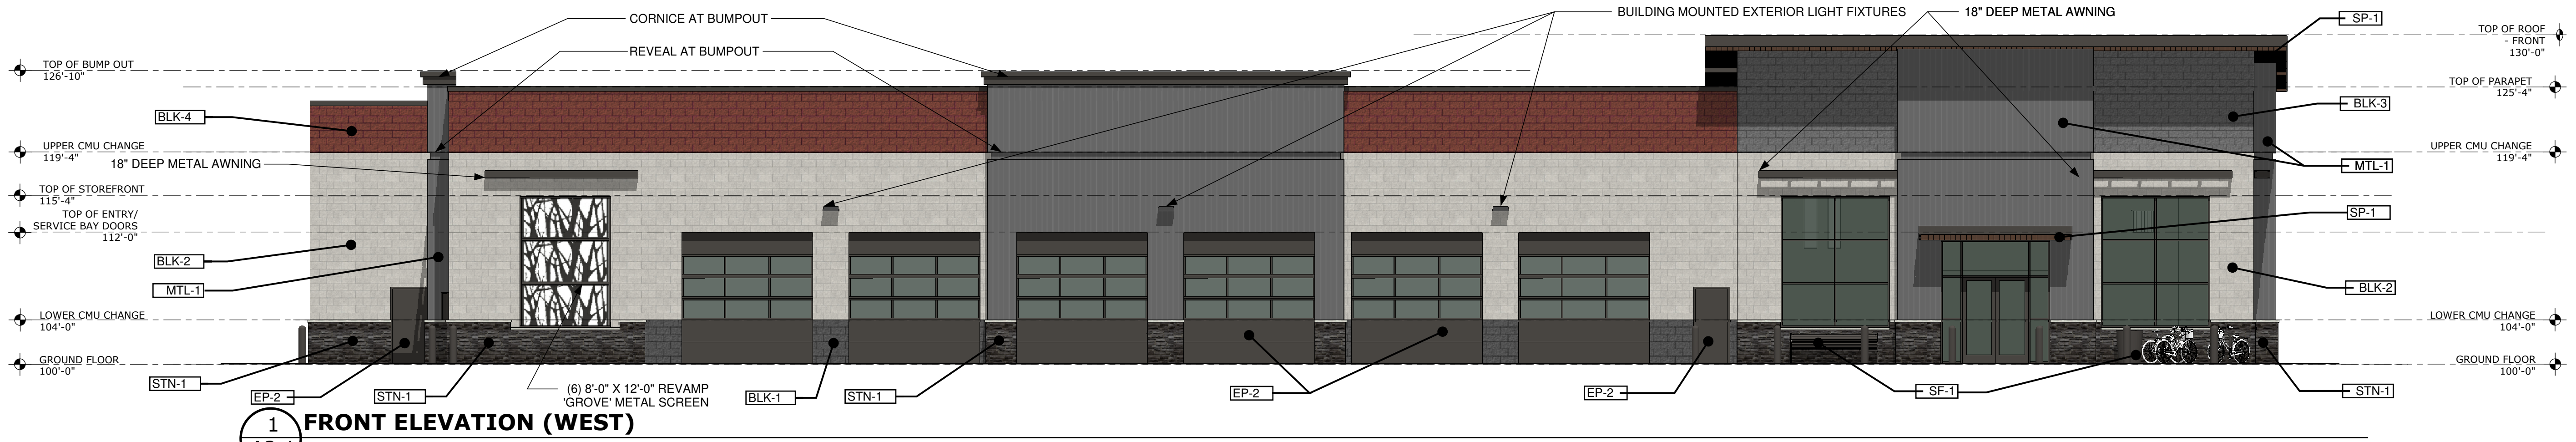 CORNICE AT BUMPOUT
BUILDING MOUNTED EXTERIOR LIGHT FIXTURES
18" DEEP METAL AWNING
SP-1
REVEAL AT BUMPOUT
TOP OF ROOF
- FRONT
130'-0"
TOP OF BUMP OUT
126'-10"
TOP OF PARAPET
125'-4"
BLK-4
BLK-3
UPPER CMU CHANGE
119'-4"
18" DEEP METAL AWNING
UPPER CMU CHANGE
119'-4"
MTL-1
TOP OF STOREFRONT
115'-4"
TOP OF ENTRY/
SERVICE BAY DOORS
112'-0"
SP-1
BLK-2
MTL-1
BLK-2
LOWER CMU CHANGE
104'-0"
LOWER CMU CHANGE
104'-0"
GROUND FLOOR
100'-0"
GROUND FLOOR
100'-0"
STN-1
EP-2
STN-1
(6) 8'-0" X 12'-0" REVAMP
'GROVE' METAL SCREEN
BLK-1
STN-1
EP-2
EP-2
SF-1
STN-1
1
FRONT ELEVATION (WEST)